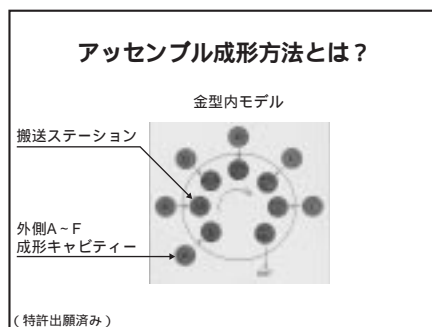 アッセンブル成形方法とは？
金型内モデル
搬送ステーション
外側A~F
成形キャビティー
(特許出願済み)